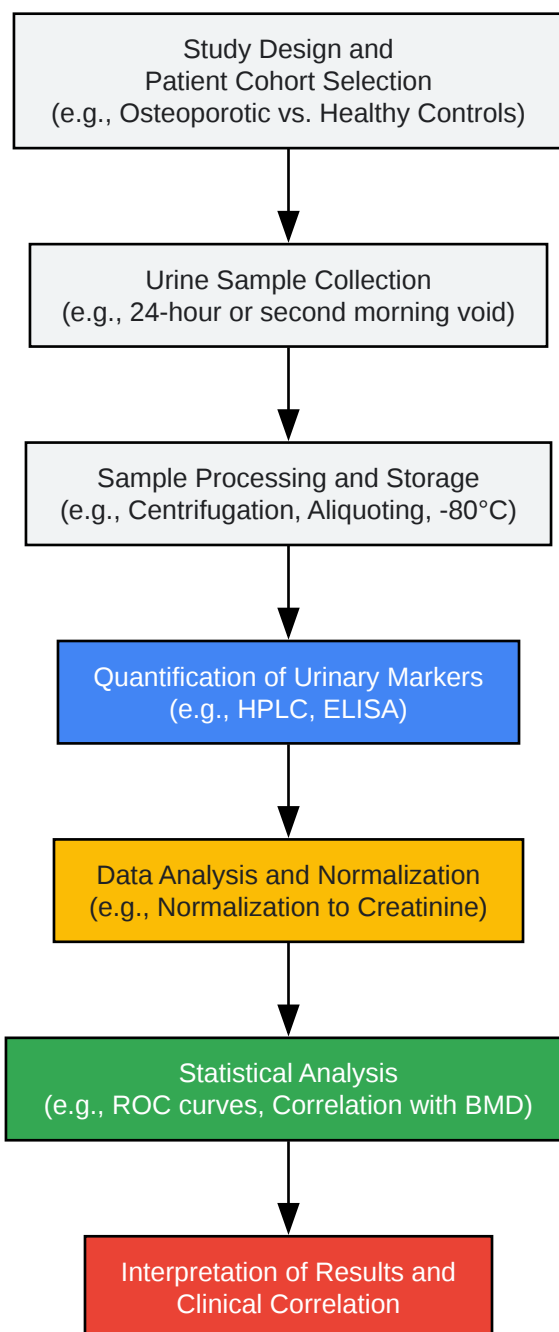 Study Design and
Patient Cohort Selection
(e.g., Osteoporotic vs. Healthy Controls)
Urine Sample Collection
(e.g., 24-hour or second morning void)
Sample Processing and Storage
(e.g., Centrifugation, Aliquoting, -80°C)
Quantification of Urinary Markers
(e.g., HPLC, ELISA)
Data Analysis and Normalization
(e.g., Normalization to Creatinine)
Statistical Analysis
(e.g., ROC curves, Correlation with BMD)
Interpretation of Results and
Clinical Correlation